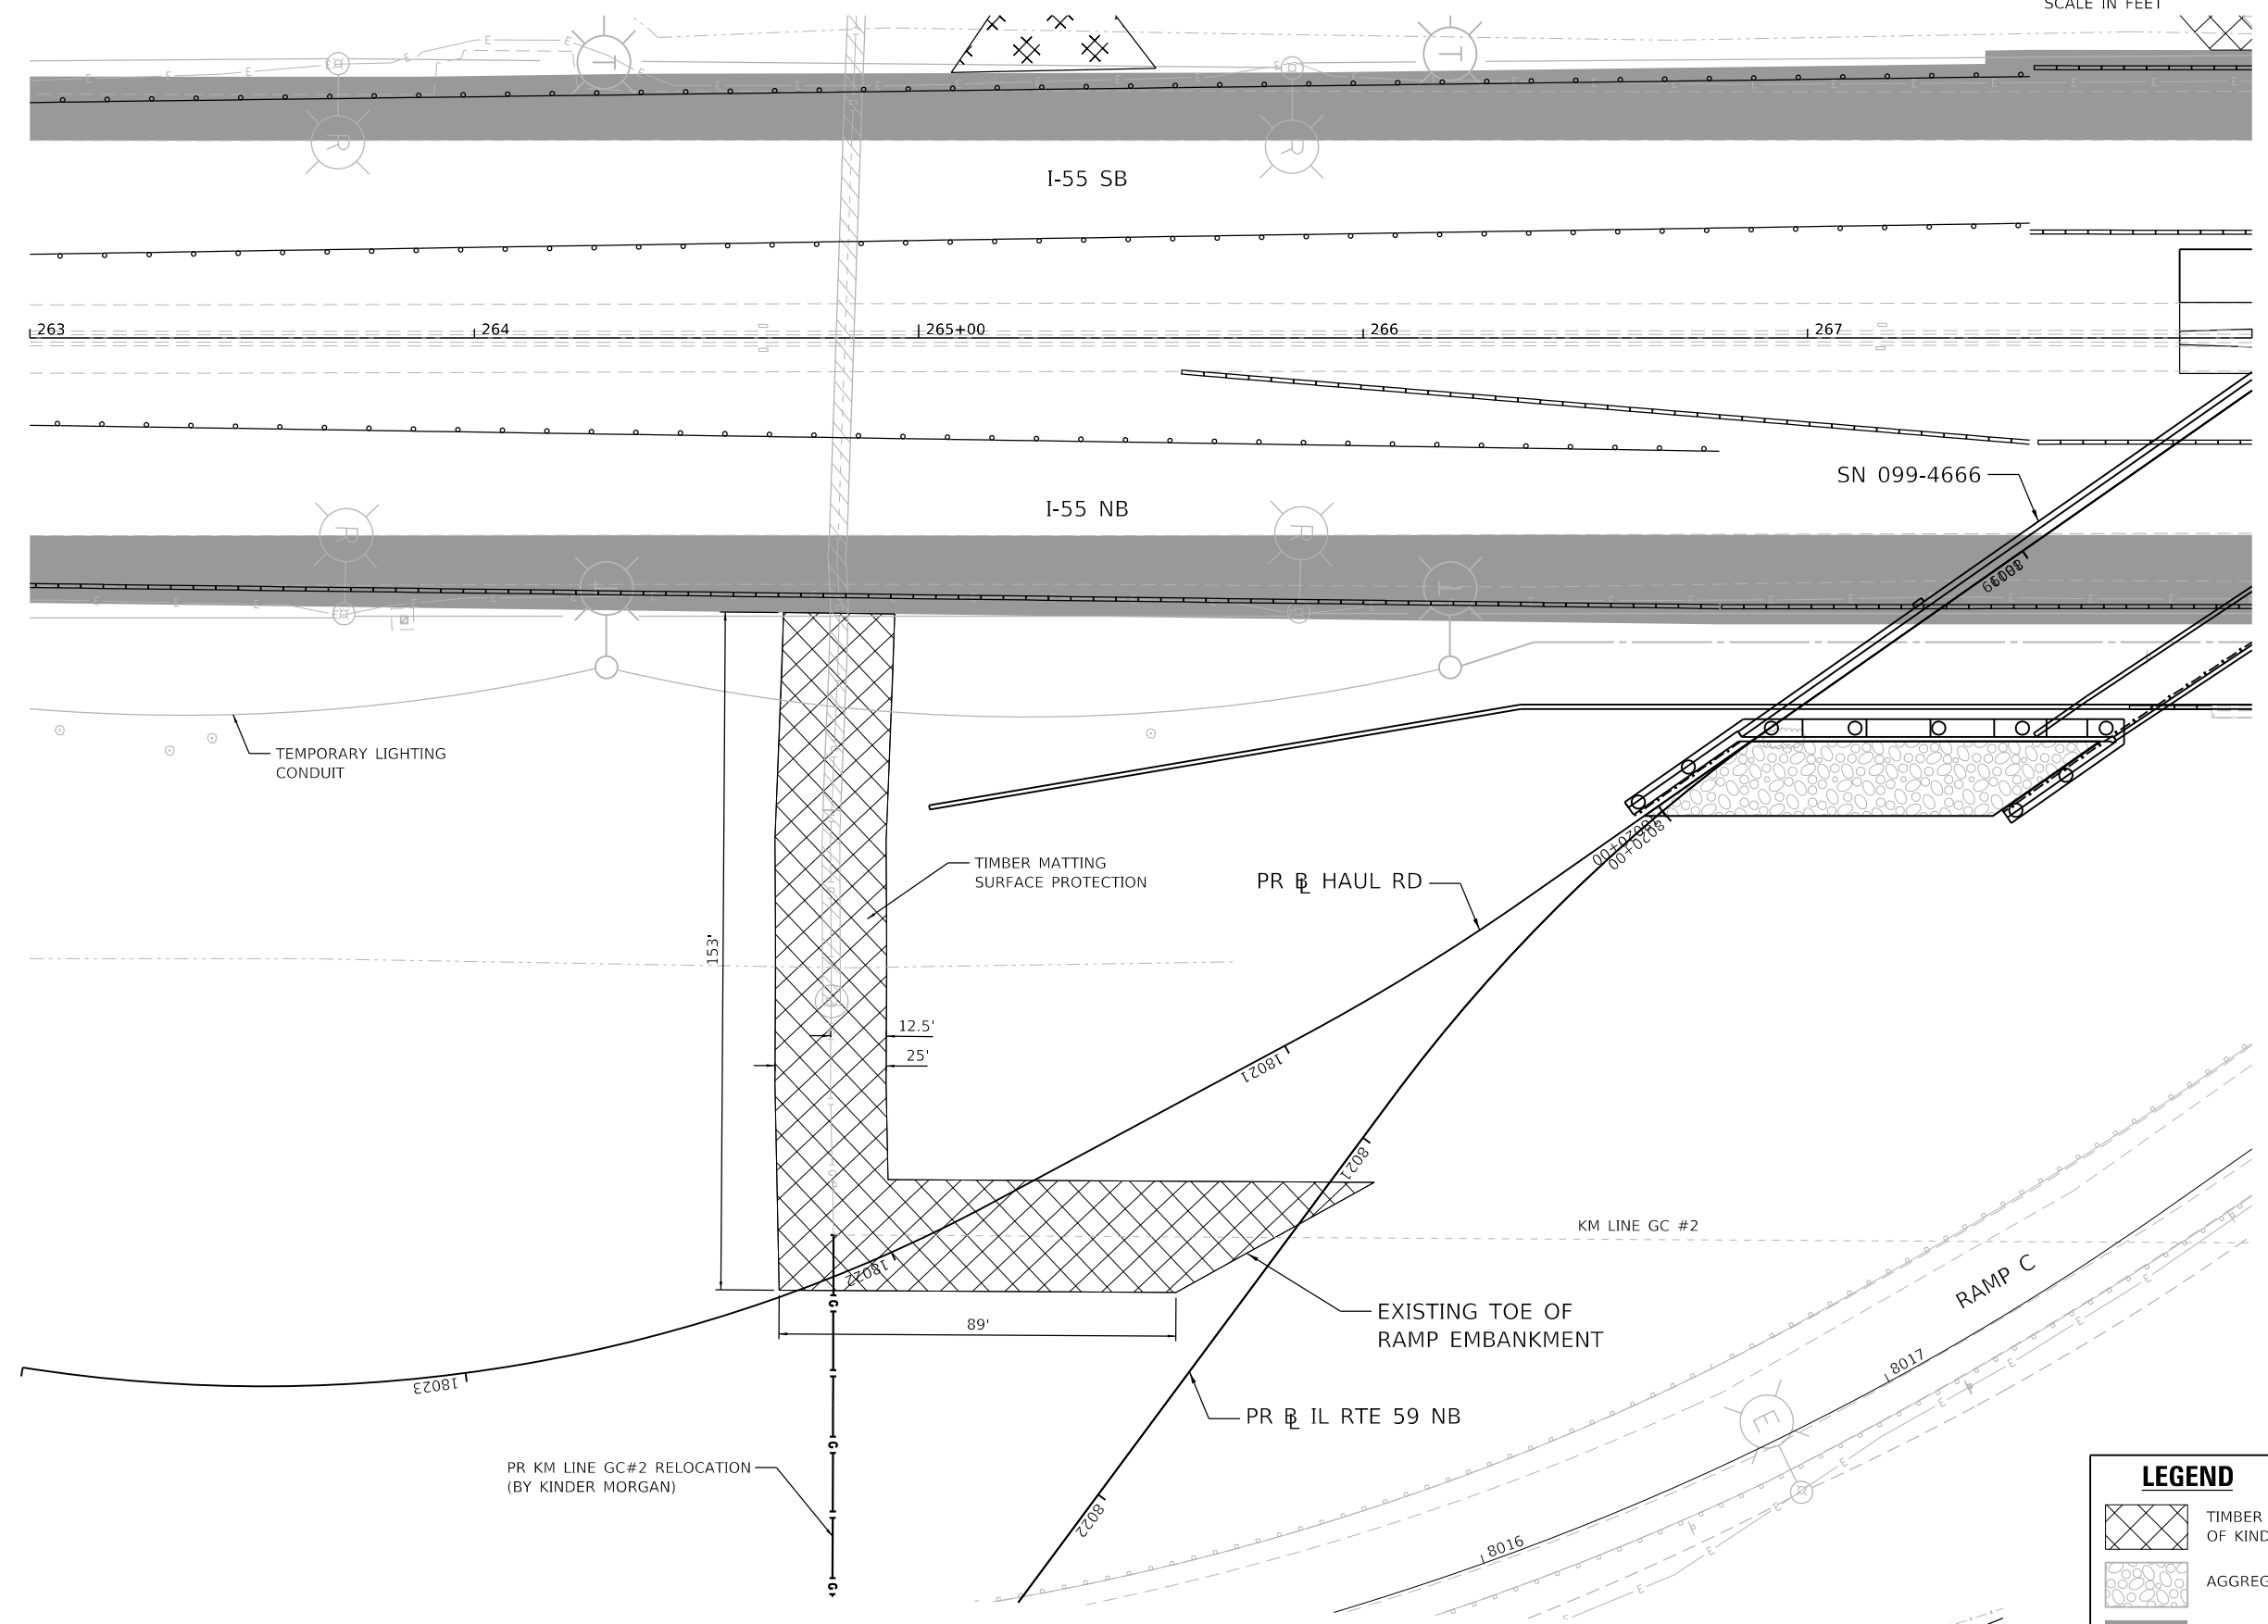 SCALE IN FEET
I-55 SB
263
264
265+00
266
267
I-55 NB
SN 099-4666
TEMPORARY LIGHTING
CONDUIT
TIMBER MATTING
SURFACE PROTECTION
PR BL HAUL RD
8020+00
153'
12.5'
25'
18021
8021
KM LINE GC #2
18022
RAMP C
89'
EXISTING TOE OF
RAMP EMBANKMENT
18023
8017
PR BL IL RTE 59 NB
PR KM LINE GC#2 RELOCATION
(BY KINDER MORGAN)
8022
8016
G
G
G
LEGEND
TIMBER
OF KIND
AGGREG